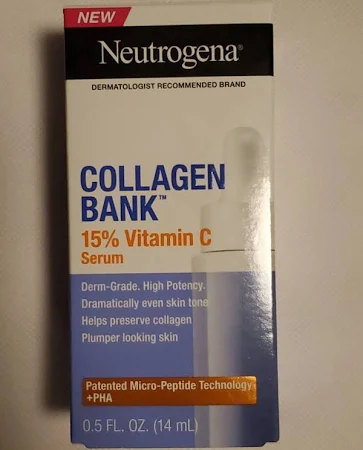 NEW
Neutrogena®
DERMATOLOGIST RECOMMENDED BRAND
COLLAGEN
BANK™
15% Vitamin C
Serum
Derm-Grade. High Potency.
Dramatically even skin tone
Helps preserve collagen
Plumper looking skin
Patented Micro-Peptide Technology
+PHA
0.5 FL. OZ. (14 mL)